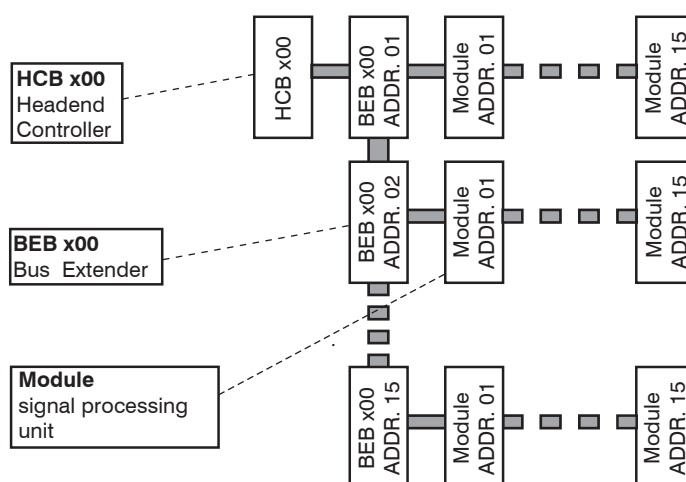 HCB x00
BEB x00
ADDR. 01
Module
ADDR. 01
Module
ADDR. 15
HCB x00
Headend
Controller
BEB x00
ADDR. 02
Module
ADDR. 01
Module
ADDR. 15
BEB x00
Bus Extender
BEB x00
ADDR. 15
Module
ADDR. 01
Module
ADDR. 15
Module
signal processing
unit